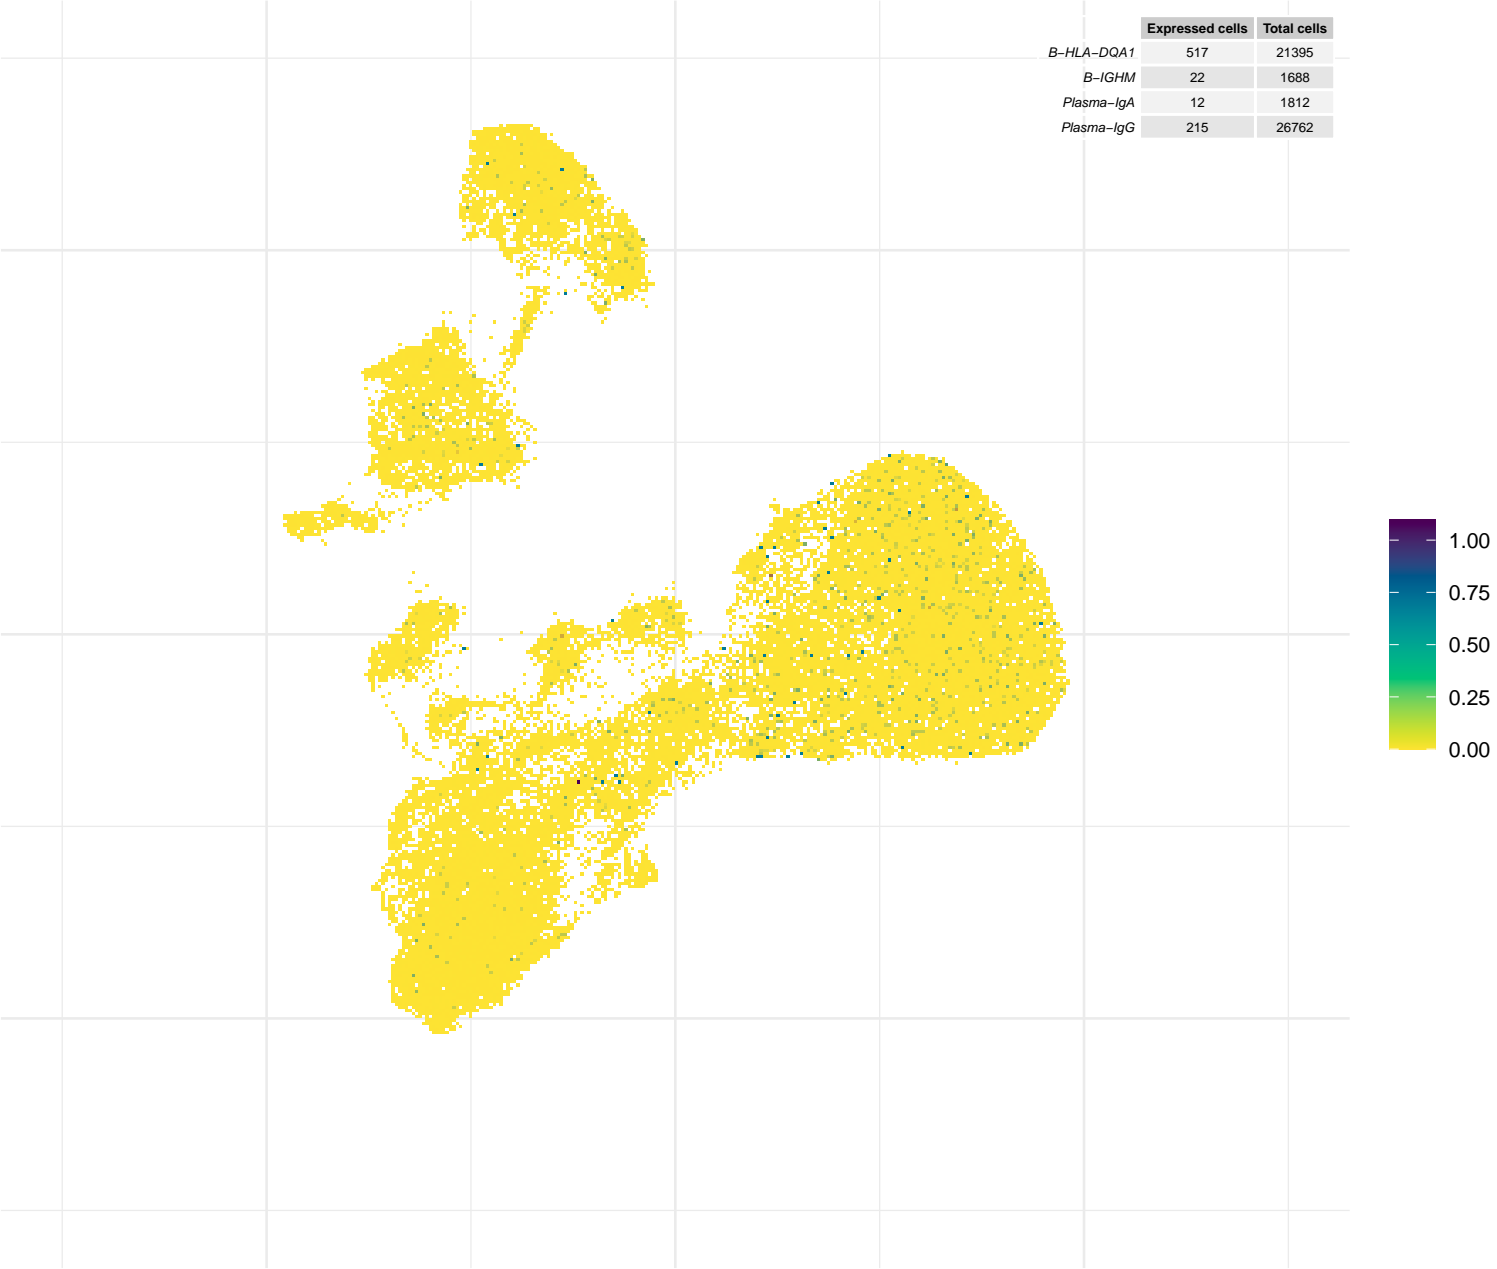 Expressed cells Total cells
B−HLA−DQA1 517 21395
B−IGHM 22 1688
Plasma−IgA 12 1812
Plasma−IgG 215 26762
1.00
0.75
0.50
0.25
0.00